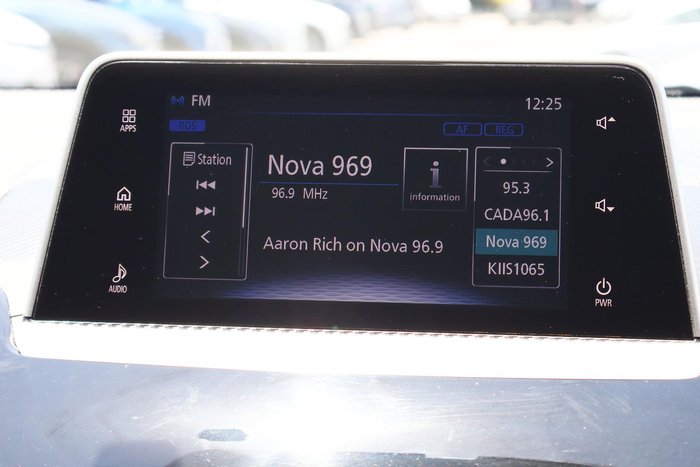 FM
12:25
RDS
AF
REG
APPS
HOME
AUDIO
Station
Nova 969
96.9 MHz
i
information
Aaron Rich on Nova 96.9
95.3
CADA96.1
Nova 969
KIIS1065
PWR